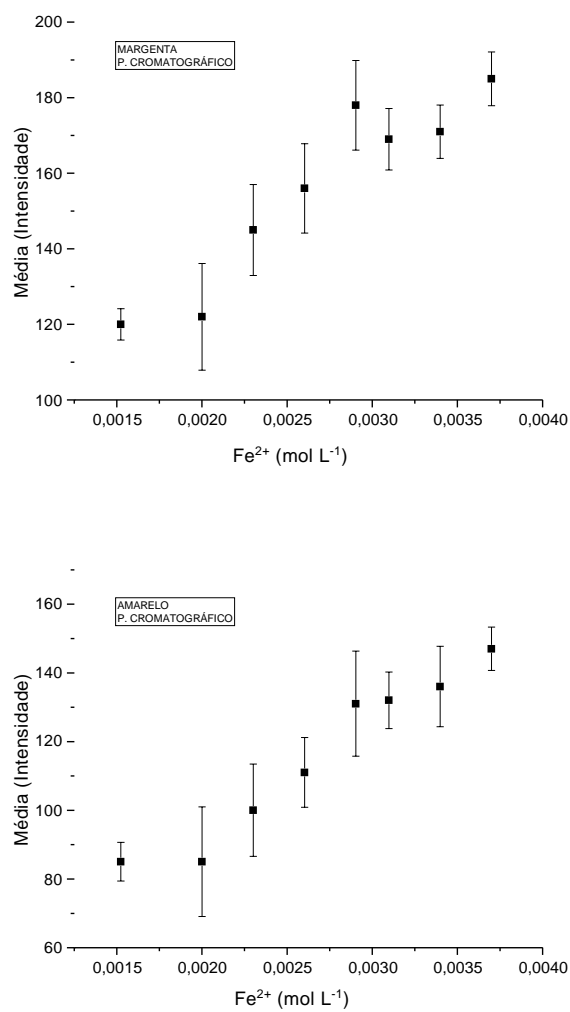 200
MARGENTA
P. CROMATOGRÁFICO
180
160
140
120
100
Média (Intensidade)
0,0015 0,0020 0,0025 0,0030 0,0035 0,0040
Fe²⁺ (mol L⁻¹)
160
AMARELO
P. CROMATOGRÁFICO
140
120
100
80
60
Média (Intensidade)
0,0015 0,0020 0,0025 0,0030 0,0035 0,0040
Fe²⁺ (mol L⁻¹)